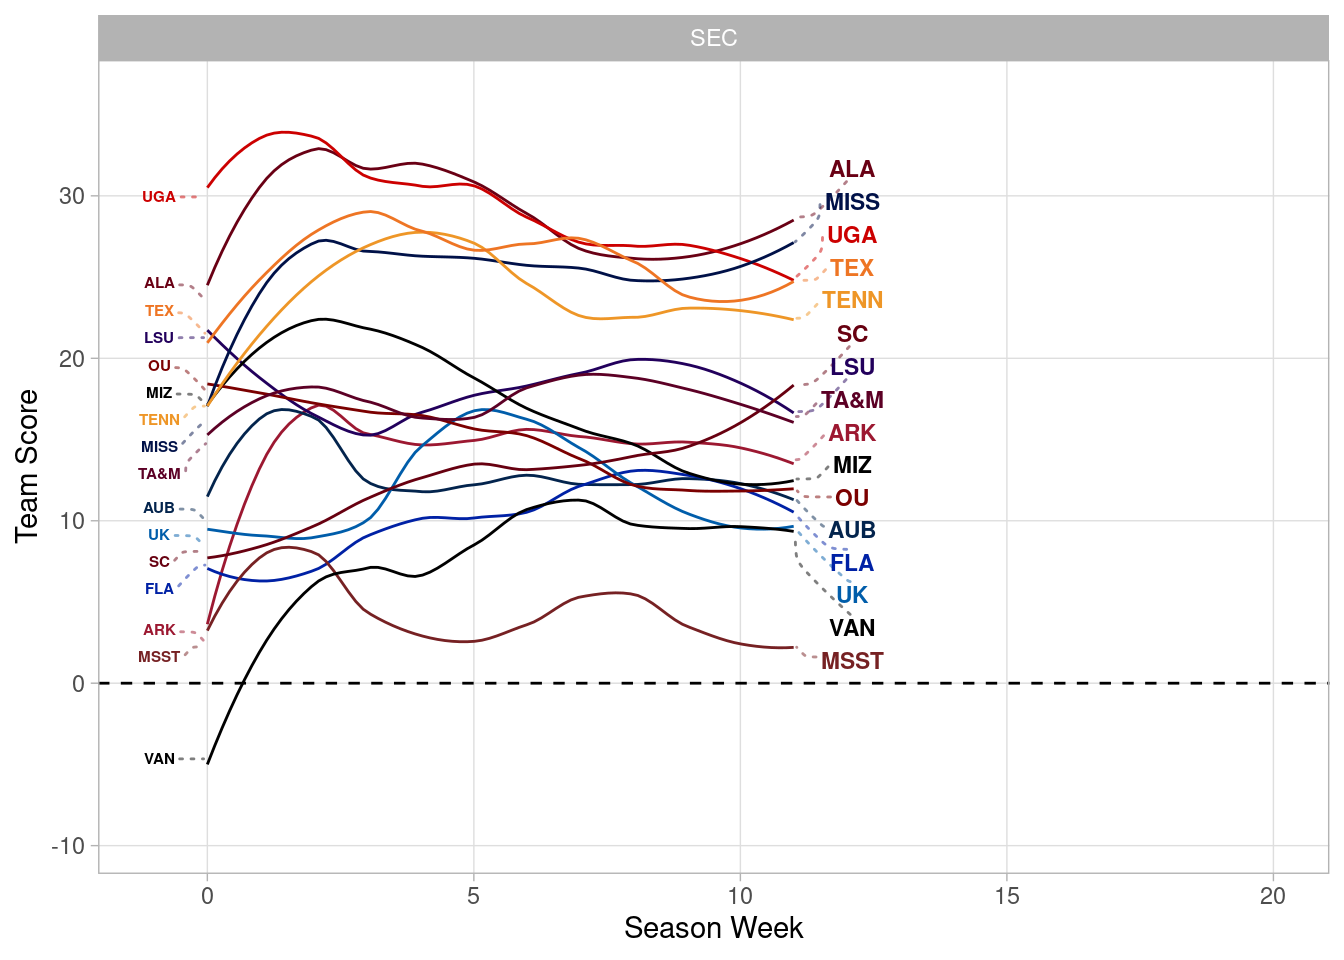 SEC
Team Score
30
20
10
0
-10
UGA
ALA
TEX
LSU
OU
MIZ
TENN
MISS
TA&M
AUB
UK
SC
FLA
ARK
MSST
VAN
ALA
MISS
UGA
TEX
TENN
SC
LSU
TA&M
ARK
MIZ
OU
AUB
FLA
UK
VAN
MSST
0 5 10 15 20
Season Week